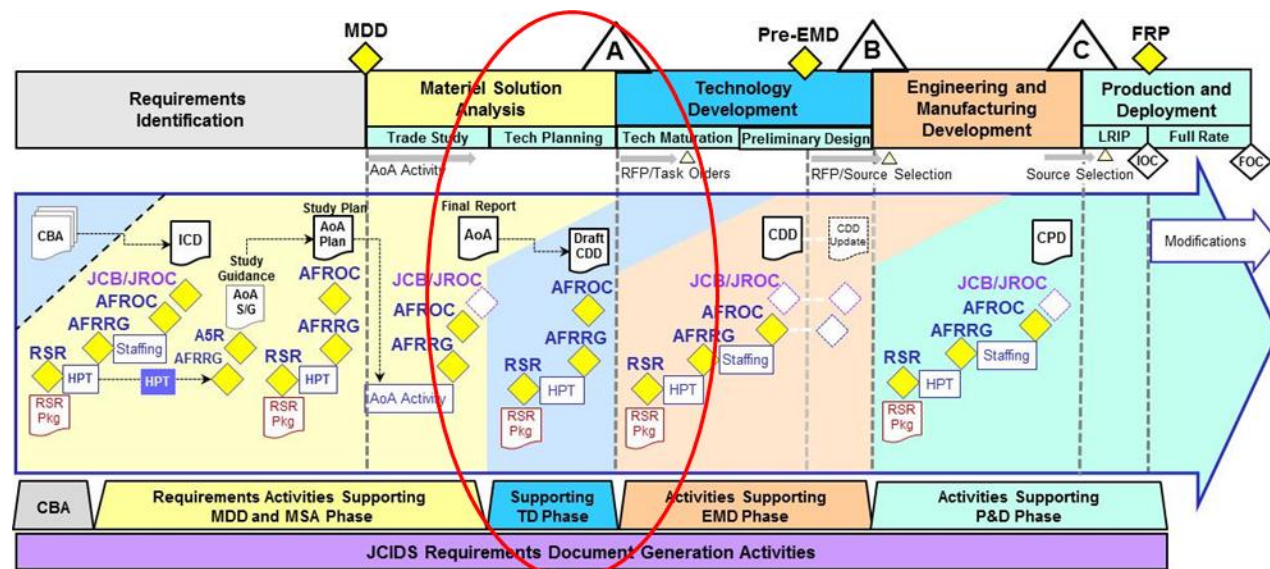 MDD
A
Pre-EMD
B
C
FRP
Requirements
Identification
Materiel Solution
Analysis
Trade Study
Tech Planning
Technology
Development
Tech Maturation
Preliminary Design
Engineering and
Manufacturing
Development
Production and
Deployment
LRIP
Full Rate
AoA Activity
RFP/Task Orders
RFP/Source Selection
Source Selection
IOC
FOC
CBA
ICD
Study
Guidance
AoA
S/G
Study Plan
AoA
Plan
Final Report
AoA
Draft
CDD
CDD
CDD
Update
CPD
Modifications
JCB/JROC
AFROC
AFRRG
Staffing
RSR
HPT
RSR
Pkg
HPT
A5R
AFRRG
AFROC
AFRRG
RSR
HPT
RSR
Pkg
JCB/JROC
AFROC
AFRRG
AoA Activity
AFROC
AFRRG
RSR
HPT
RSR
Pkg
JCB/JROC
AFROC
AFRRG
Staffing
RSR
HPT
RSR
Pkg
JCB/JROC
AFROC
AFRRG
Staffing
RSR
HPT
RSR
Pkg
CBA
Requirements Activities Supporting
MDD and MSA Phase
Supporting
TD Phase
Activities Supporting
EMD Phase
Activities Supporting
P&D Phase
JCIDS Requirements Document Generation Activities